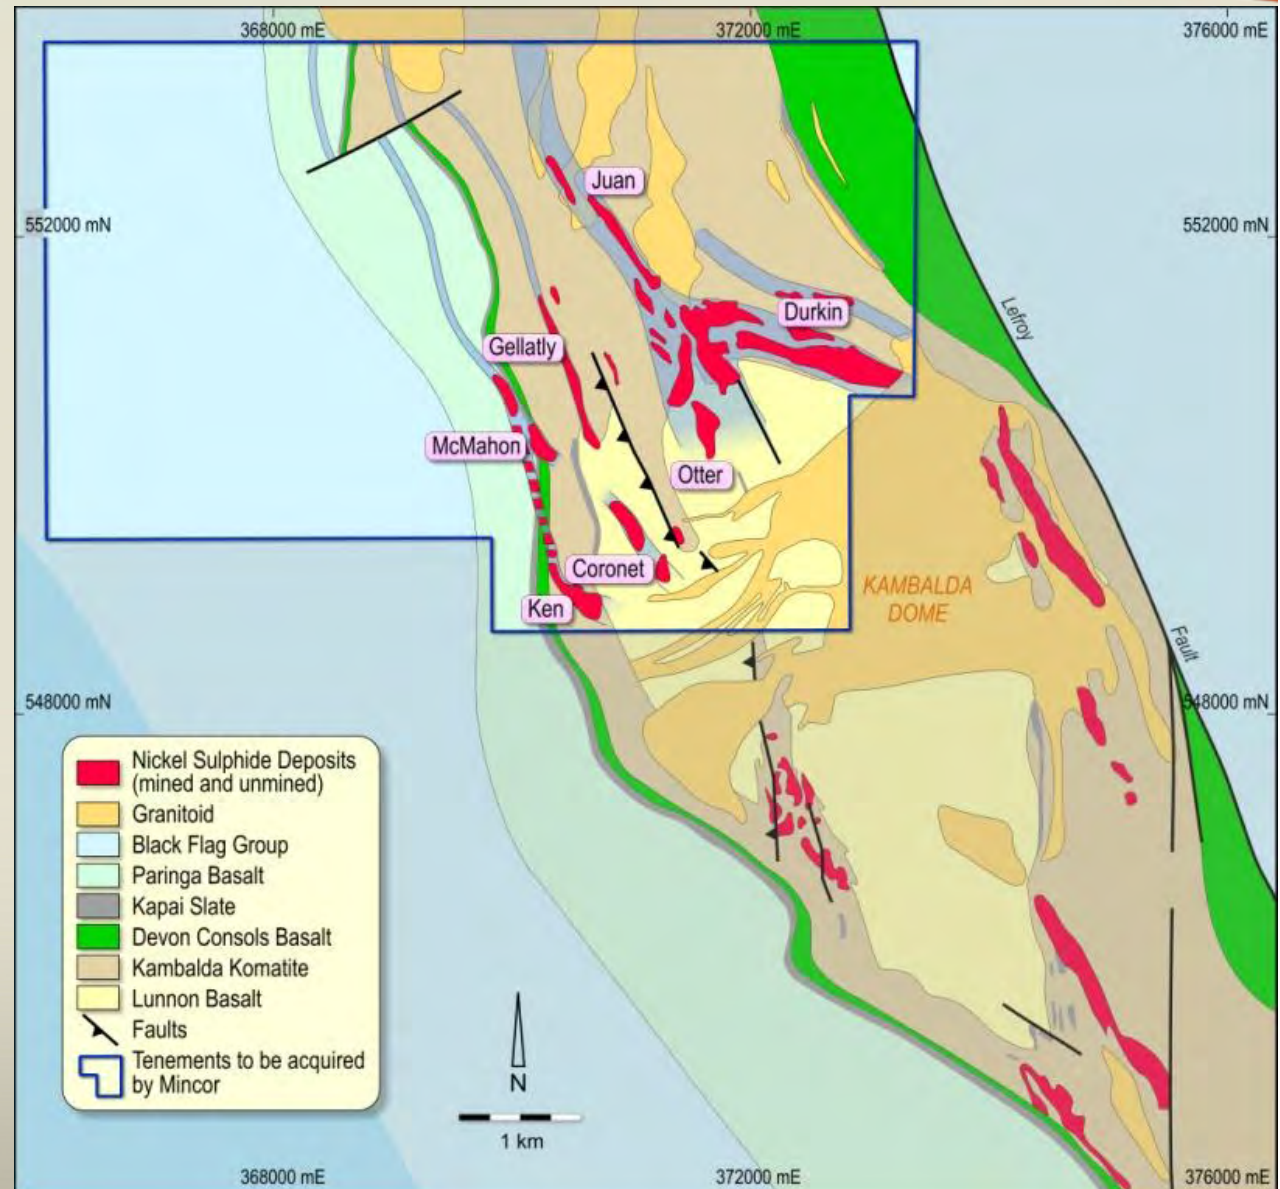 368000 mE
372000 mE
376000 mE
552000 mN
552000 mN
Juan
Durkin
Lefroy
Gellatly
McMahon
Otter
Coronet
Ken
KAMBALDA
DOME
Fault
548000 mN
548000 mN
Nickel Sulphide Deposits
(mined and unmined)
Granitoid
Black Flag Group
Paringa Basalt
Kapai Slate
Devon Consols Basalt
Kambalda Komatite
Lunnon Basalt
Faults
Tenements to be acquired
by Mincor
N
1 km
368000 mE
372000 mE
376000 mE